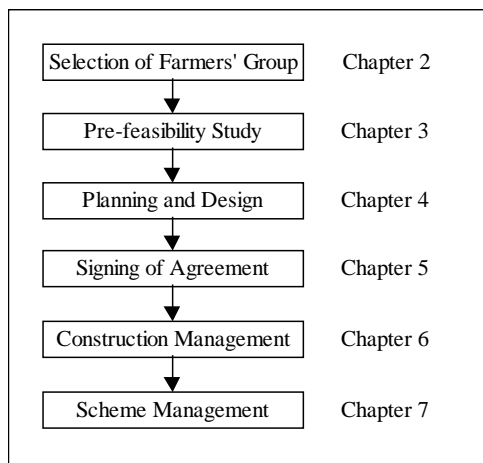 Selection of Farmers' Group Chapter 2
Pre-feasibility Study Chapter 3
Planning and Design Chapter 4
Signing of Agreement Chapter 5
Construction Management Chapter 6
Scheme Management Chapter 7